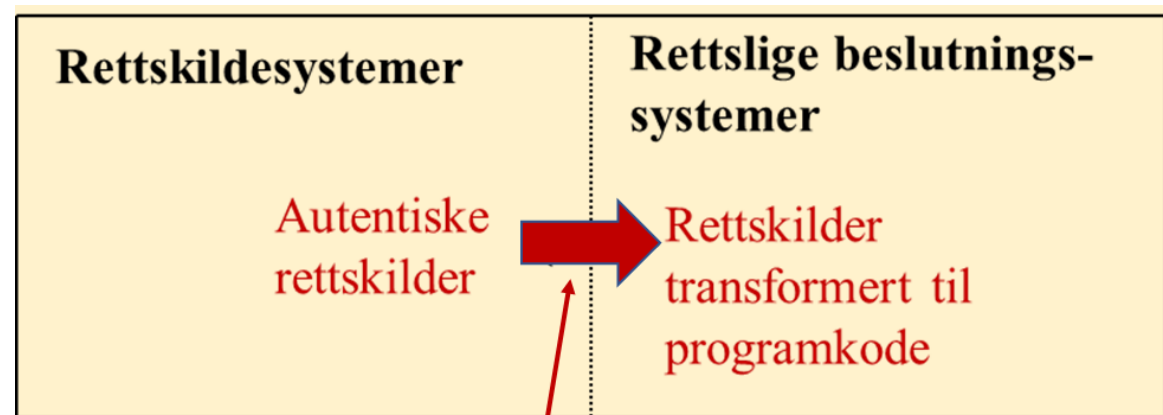 Rettskildesystemer
Rettslige beslutnings-
systemer
Autentiske
rettskilder
Rettskilder
transformert til
programkode